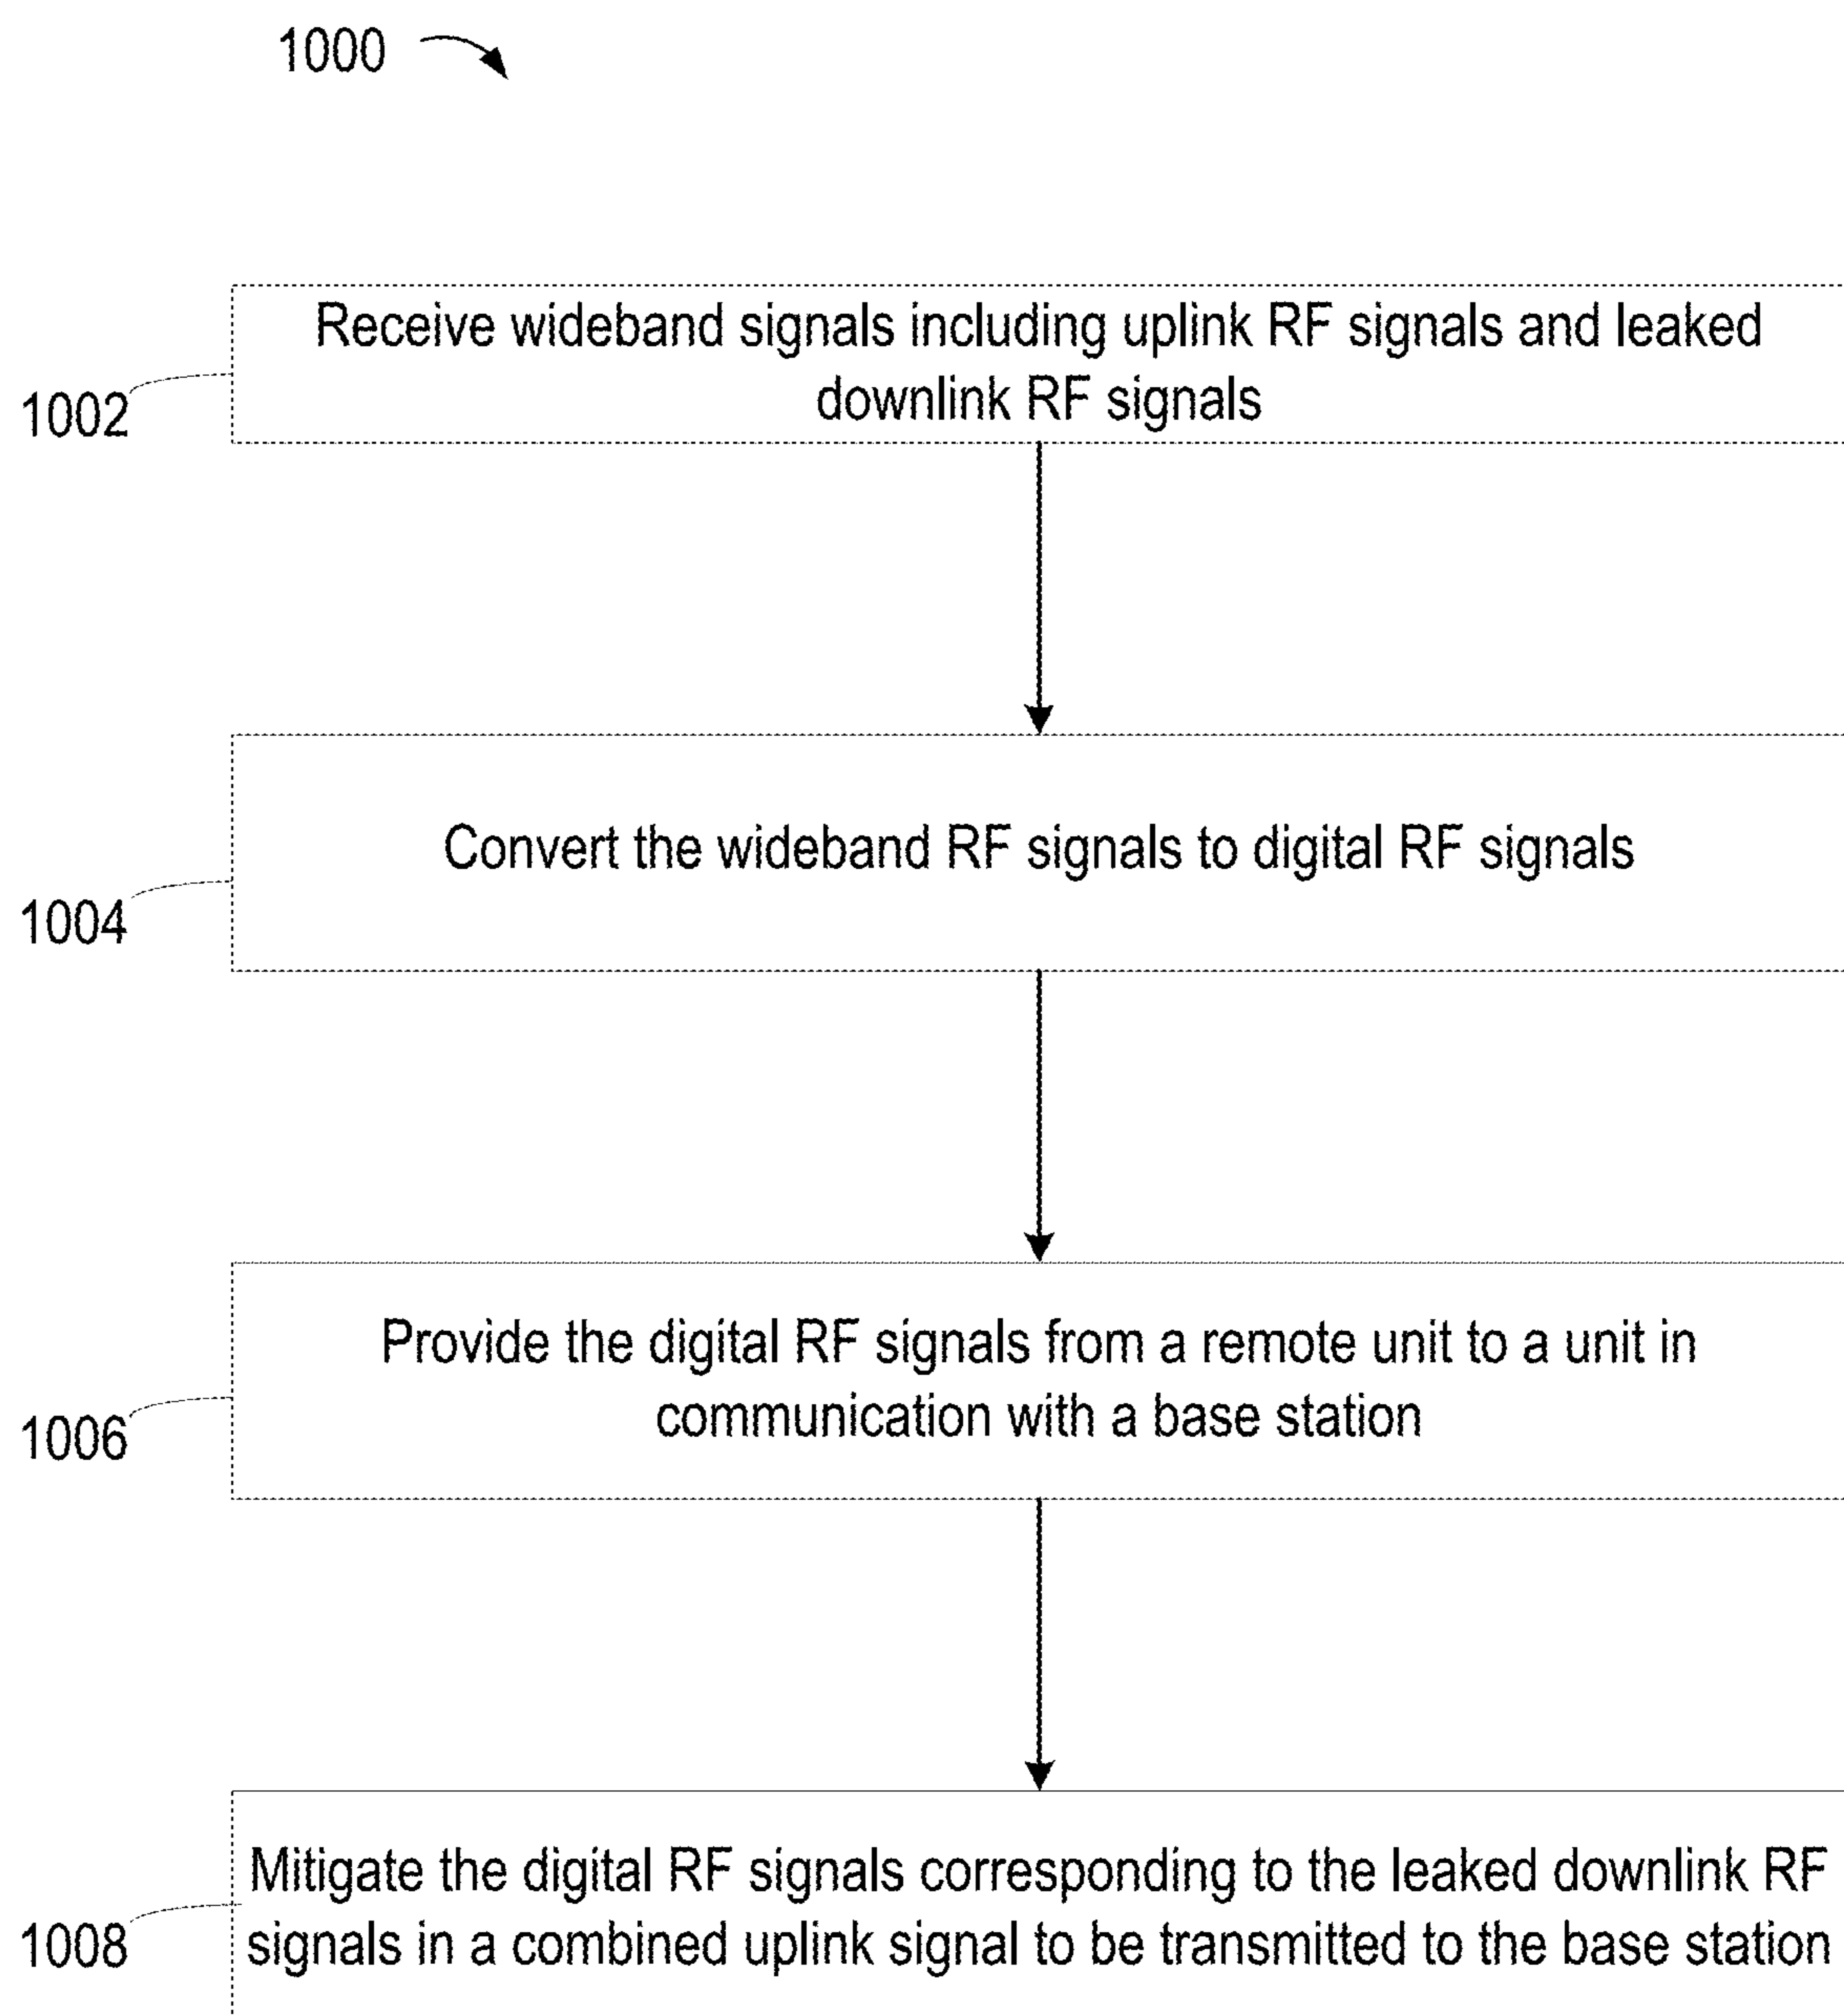 1000
Receive wideband signals including uplink RF signals and leaked
downlink RF signals
1002
Convert the wideband RF signals to digital RF signals
1004
Provide the digital RF signals from a remote unit to a unit in
communication with a base station
1006
Mitigate the digital RF signals corresponding to the leaked downlink RF
signals in a combined uplink signal to be transmitted to the base station
1008